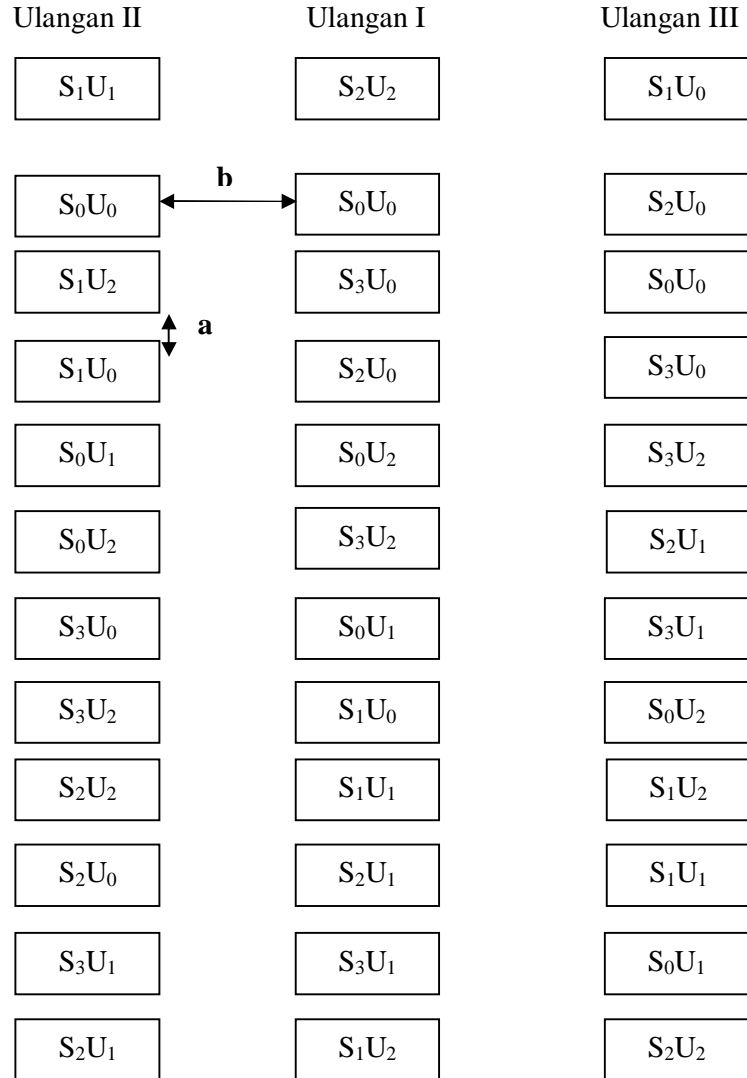 Ulangan II Ulangan I Ulangan III
S₁U₁ S₂U₂ S₁U₀
b
S₀U₀ S₀U₀ S₂U₀
S₁U₂ S₃U₀ S₀U₀
a
S₁U₀ S₂U₀ S₃U₀
S₀U₁ S₀U₂ S₃U₂
S₀U₂ S₃U₂ S₂U₁
S₃U₀ S₀U₁ S₃U₁
S₃U₂ S₁U₀ S₀U₂
S₂U₂ S₁U₁ S₁U₂
S₂U₀ S₂U₁ S₁U₁
S₃U₁ S₃U₁ S₀U₁
S₂U₁ S₁U₂ S₂U₂